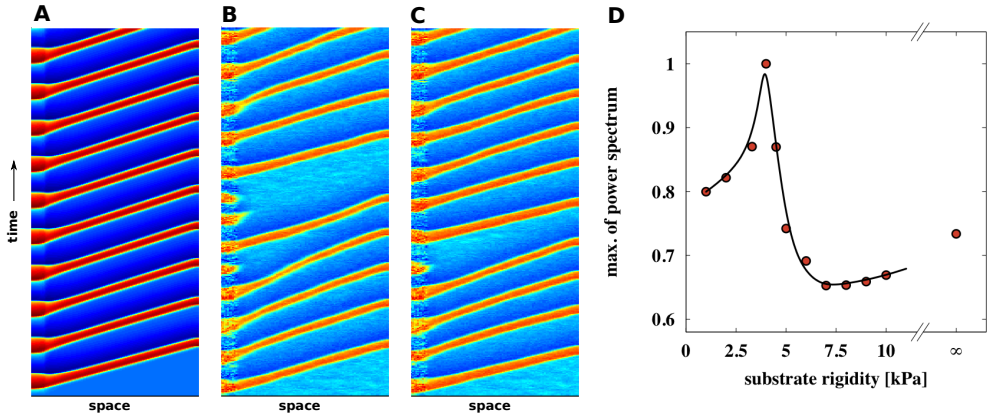 A
B
C
D
time
space
space
space
max. of power spectrum
1
0.9
0.8
0.7
0.6
0
2.5
5
7.5
10
∞
substrate rigidity [kPa]